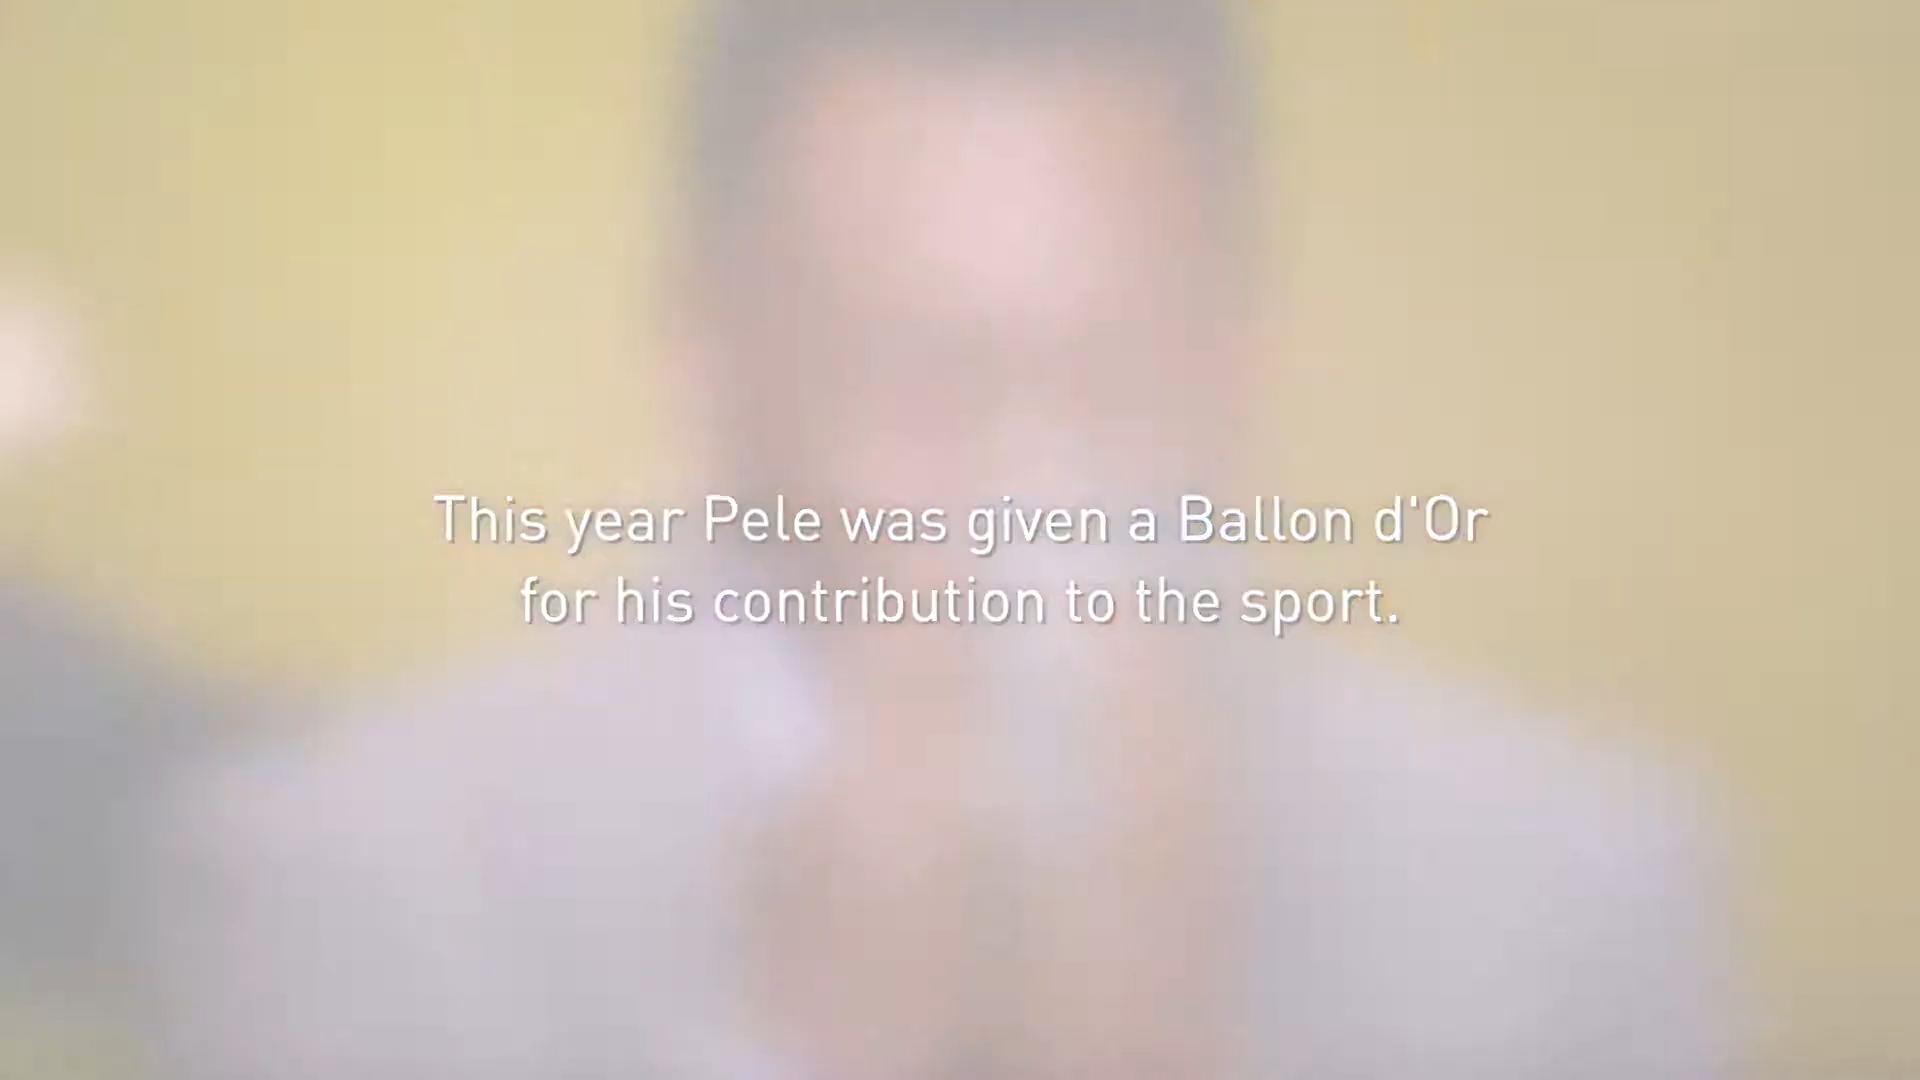 This year Pele was given a Ballon d'Or
for his contribution to the sport.